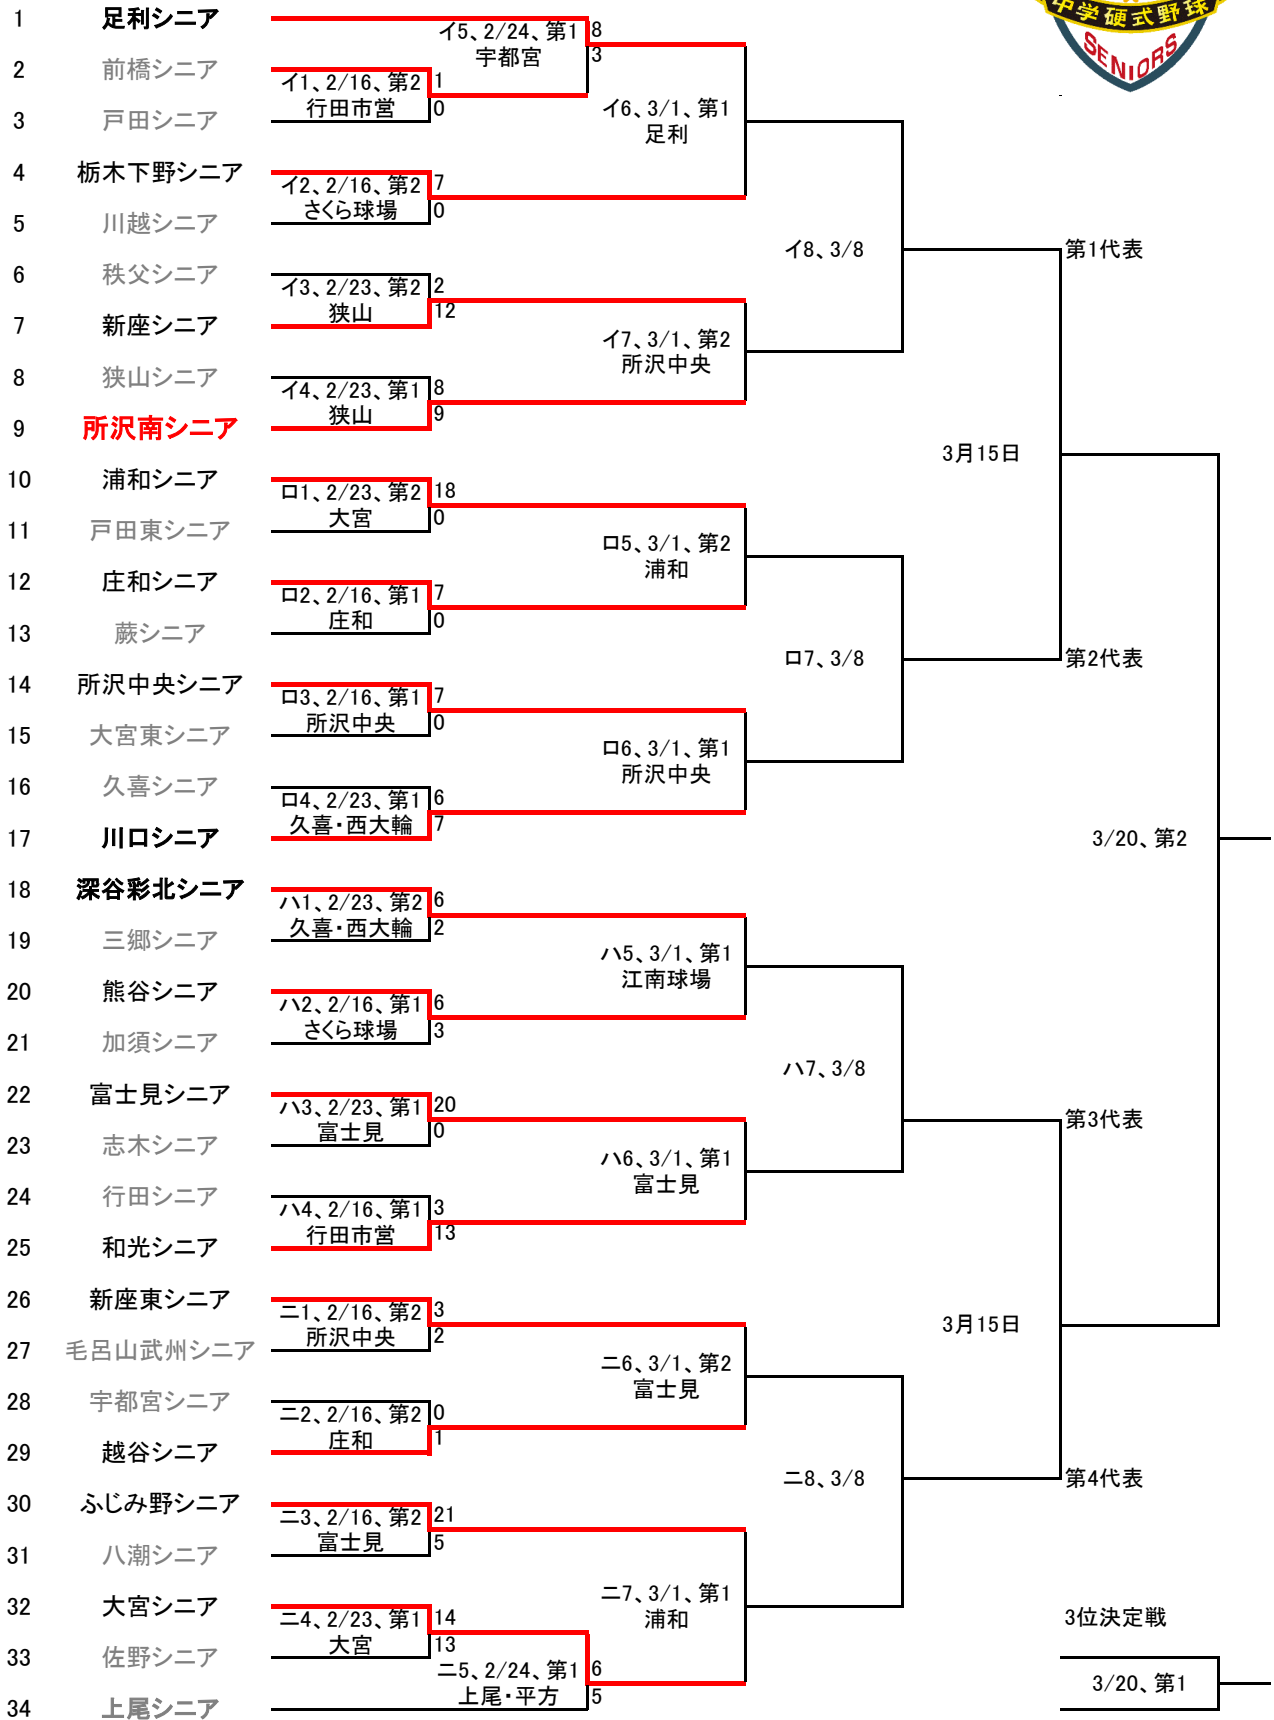 中学硬式野球
SENIORS
1 足利シニア
イ5、2/24、第1 8
宇都宮 3
2 前橋シニア
イ1、2/16、第2 1
行田市営 0
イ6、3/1、第1
足利
3 戸田シニア
4 栃木下野シニア
イ2、2/16、第2 7
さくら球場 0
5 川越シニア
イ8、3/8
第1代表
6 秩父シニア
イ3、2/23、第2 2
狭山 12
7 新座シニア
イ7、3/1、第2
所沢中央
8 狭山シニア
イ4、2/23、第1 8
狭山 9
9 所沢南シニア
3月15日
10 浦和シニア
ロ1、2/23、第2 18
大宮 0
11 戸田東シニア
ロ5、3/1、第2
浦和
12 庄和シニア
ロ2、2/16、第1 7
庄和 0
13 蕨シニア
ロ7、3/8
第2代表
14 所沢中央シニア
ロ3、2/16、第1 7
所沢中央 0
15 大宮東シニア
ロ6、3/1、第1
所沢中央
16 久喜シニア
ロ4、2/23、第1 6
久喜・西大輪 7
17 川口シニア
3/20、第2
18 深谷彩北シニア
ハ1、2/23、第2 6
久喜・西大輪 2
19 三郷シニア
ハ5、3/1、第1
江南球場
20 熊谷シニア
ハ2、2/16、第1 6
さくら球場 3
21 加須シニア
ハ7、3/8
22 富士見シニア
ハ3、2/23、第1 20
富士見 0
第3代表
23 志木シニア
ハ6、3/1、第1
富士見
24 行田シニア
ハ4、2/16、第1 3
行田市営 13
25 和光シニア
26 新座東シニア
ニ1、2/16、第2 3
所沢中央 2
3月15日
27 毛呂山武州シニア
ニ6、3/1、第2
富士見
28 宇都宮シニア
ニ2、2/16、第2 0
庄和 1
29 越谷シニア
ニ8、3/8
第4代表
30 ふじみ野シニア
ニ3、2/16、第2 21
富士見 5
31 八潮シニア
ニ7、3/1、第1
浦和
32 大宮シニア
ニ4、2/23、第1 14
大宮 13
3位決定戦
33 佐野シニア
ニ5、2/24、第1 6
上尾・平方 5
3/20、第1
34 上尾シニア